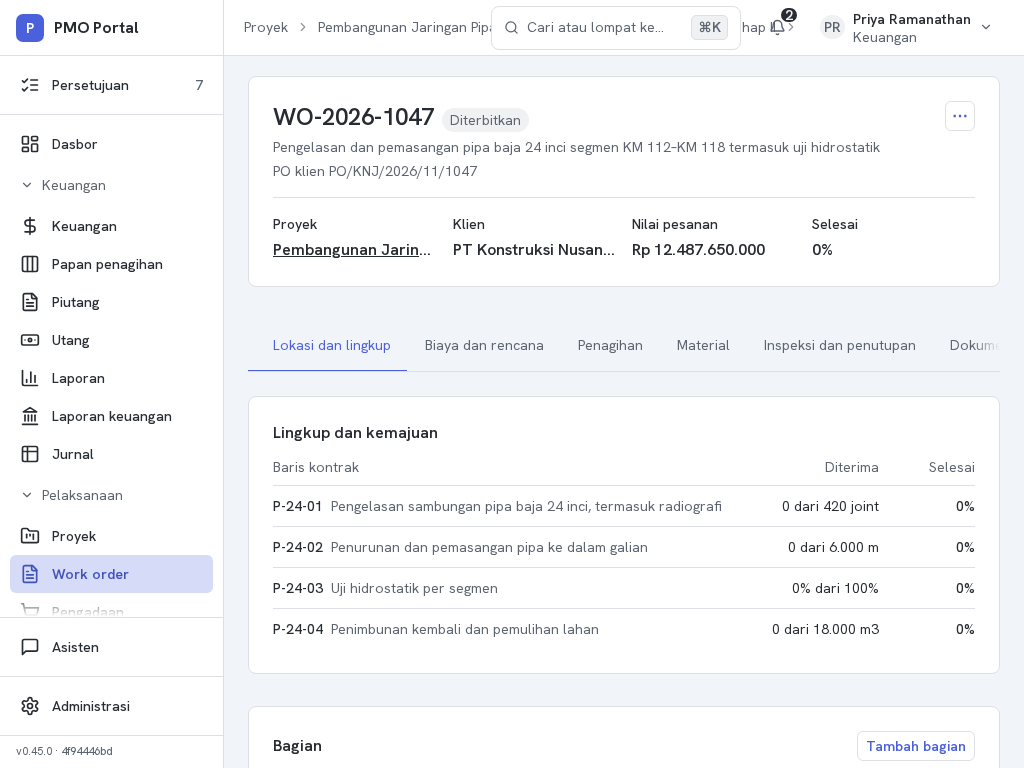 P PMO Portal
Proyek
Pembangunan Jaringan
Cari atau lompat ke...
⌘K
2
PR
Priya Ramanathan
Keuangan
Persetujuan 7
Dasbor
Keuangan
Keuangan
Papan penagihan
Piutang
Utang
Laporan
Laporan keuangan
Jurnal
Pelaksanaan
Proyek
Work order
Pengadaan
Asisten
Administrasi
v0.45.0 · 4f94446bd
WO-2026-1047 Diterbitkan
Pengelasan dan pemasangan pipa baja 24 inci segmen KM 112–KM 118 termasuk uji hidrostatik
PO klien PO/KNJ/2026/11/1047
Proyek Klien Nilai pesanan Selesai
Pembangunan Jarin... PT Konstruksi Nusan... Rp 12.487.650.000 0%
Lokasi dan lingkup Biaya dan rencana Penagihan Material Inspeksi dan penutupan
Lingkup dan kemajuan
Baris kontrak Diterima Selesai
P-24-01 Pengelasan sambungan pipa baja 24 inci, termasuk radiografi 0 dari 420 joint 0%
P-24-02 Penurunan dan pemasangan pipa ke dalam galian 0 dari 6.000 m 0%
P-24-03 Uji hidrostatik per segmen 0% dari 100% 0%
P-24-04 Penimbunan kembali dan pemulihan lahan 0 dari 18.000 m3 0%
Bagian Tambah bagian